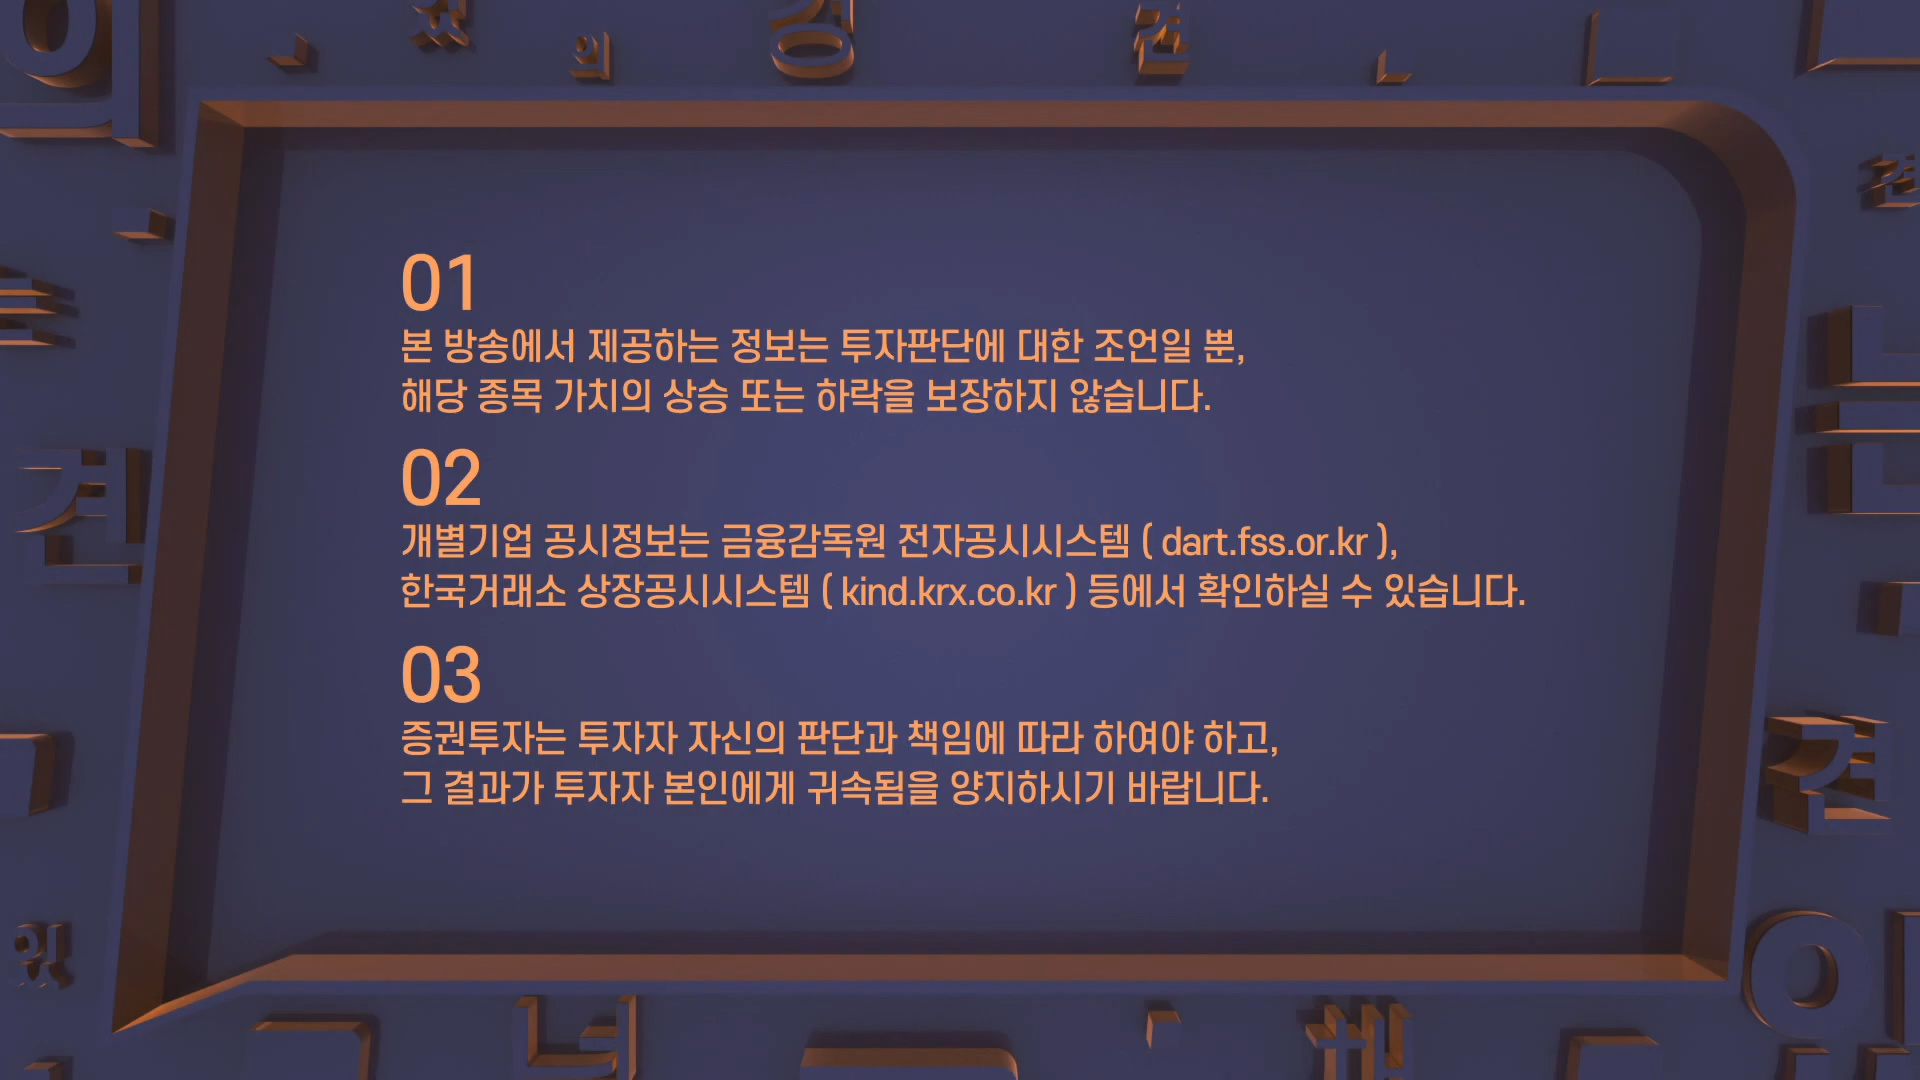 01
본 방송에서 제공하는 정보는 투자판단에 대한 조언일 뿐,
해당 종목 가치의 상승 또는 하락을 보장하지 않습니다.
02
개별기업 공시정보는 금융감독원 전자공시시스템 ( dart.fss.or.kr ),
한국거래소 상장공시시스템 ( kind.krx.co.kr ) 등에서 확인하실 수 있습니다.
03
증권투자는 투자자 자신의 판단과 책임에 따라 하여야 하고,
그 결과가 투자자 본인에게 귀속됨을 양지하시기 바랍니다.